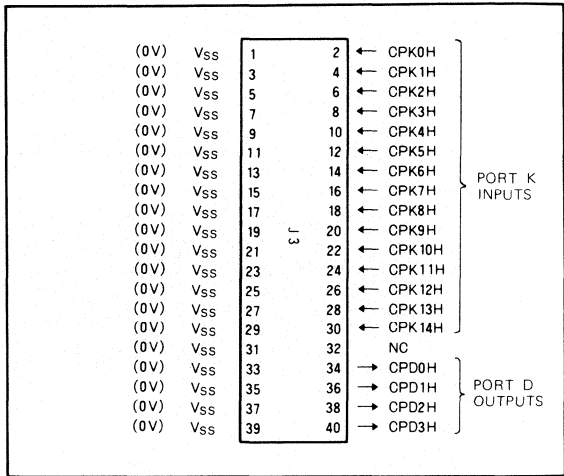 (0V) VSS 1 2 ← CPK0H
(0V) VSS 3 4 ← CPK1H
(0V) VSS 5 6 ← CPK2H
(0V) VSS 7 8 ← CPK3H
(0V) VSS 9 10 ← CPK4H
(0V) VSS 11 12 ← CPK5H
(0V) VSS 13 14 ← CPK6H
(0V) VSS 15 16 ← CPK7H
(0V) VSS 17 18 ← CPK8H
(0V) VSS 19 20 ← CPK9H
(0V) VSS 21 22 ← CPK10H
(0V) VSS 23 24 ← CPK11H
(0V) VSS 25 26 ← CPK12H
(0V) VSS 27 28 ← CPK13H
(0V) VSS 29 30 ← CPK14H
(0V) VSS 31 32 NC
(0V) VSS 33 34 → CPD0H
(0V) VSS 35 36 → CPD1H
(0V) VSS 37 38 → CPD2H
(0V) VSS 39 40 → CPD3H
J3
PORT K
INPUTS
PORT D
OUTPUTS